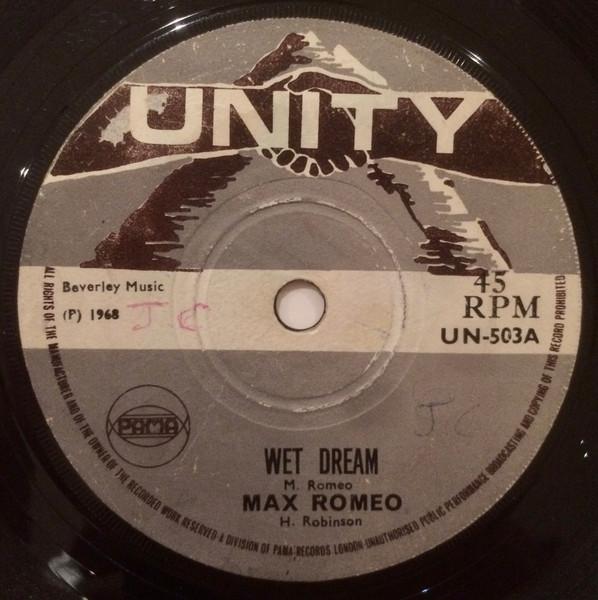 UNITY
45
RPM
UN-503A
Beverley Music
(P) 1968
J.C
JC
PAMA
WET DREAM
M. Romeo
MAX ROMEO
H. Robinson
ALL RIGHTS OF THE MANUFACTURER AND OF THE OWNER OF THE RECORDED WORK RESERVED A DIVISION OF PAMA RECORDS LONDON UNAUTHORISED PUBLIC PERFORMANCE BROADCASTING AND COPYING OF THIS RECORD PROHIBITED